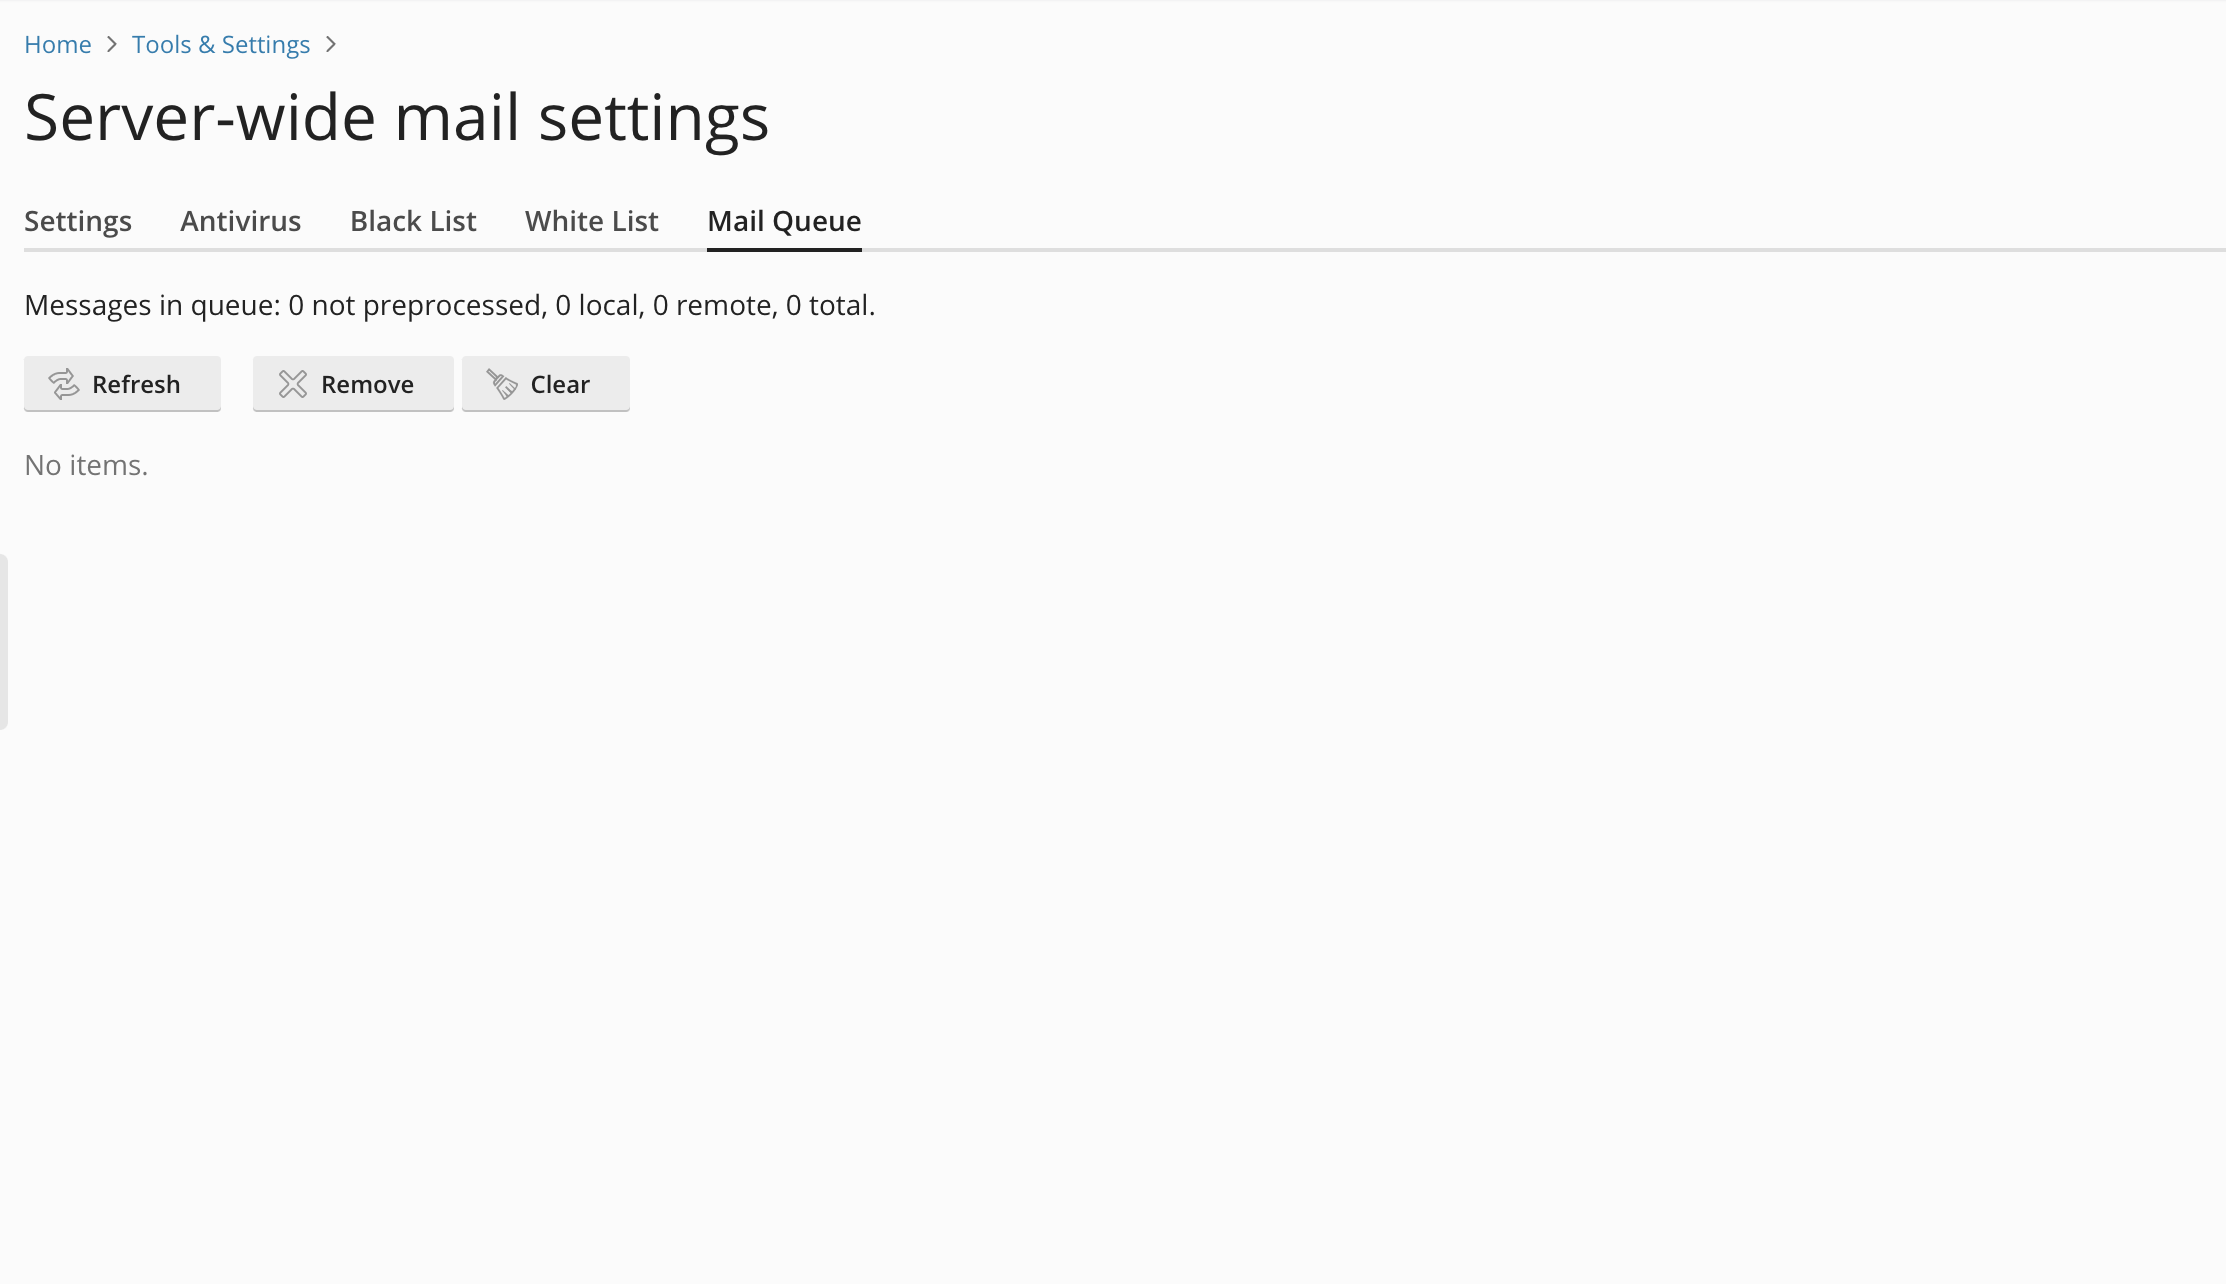 Home > Tools & Settings >
Server-wide mail settings
Settings Antivirus Black List White List Mail Queue
Messages in queue: 0 not preprocessed, 0 local, 0 remote, 0 total.
Refresh Remove Clear
No items.